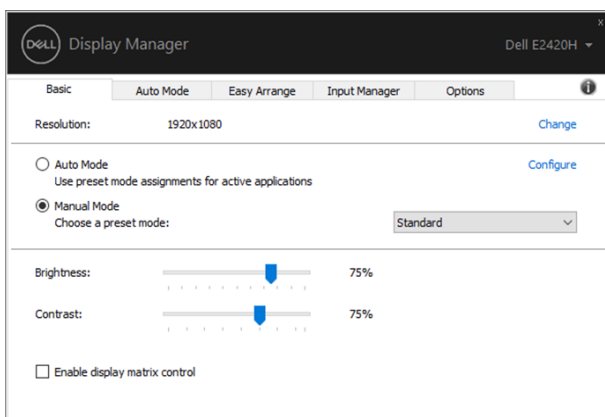 DELL Display Manager
Dell E2420H
x
Basic Auto Mode Easy Arrange Input Manager Options
Resolution: 1920x1080 Change
Auto Mode Configure
Use preset mode assignments for active applications
Manual Mode
Choose a preset mode: Standard
Brightness: 75%
Contrast: 75%
Enable display matrix control